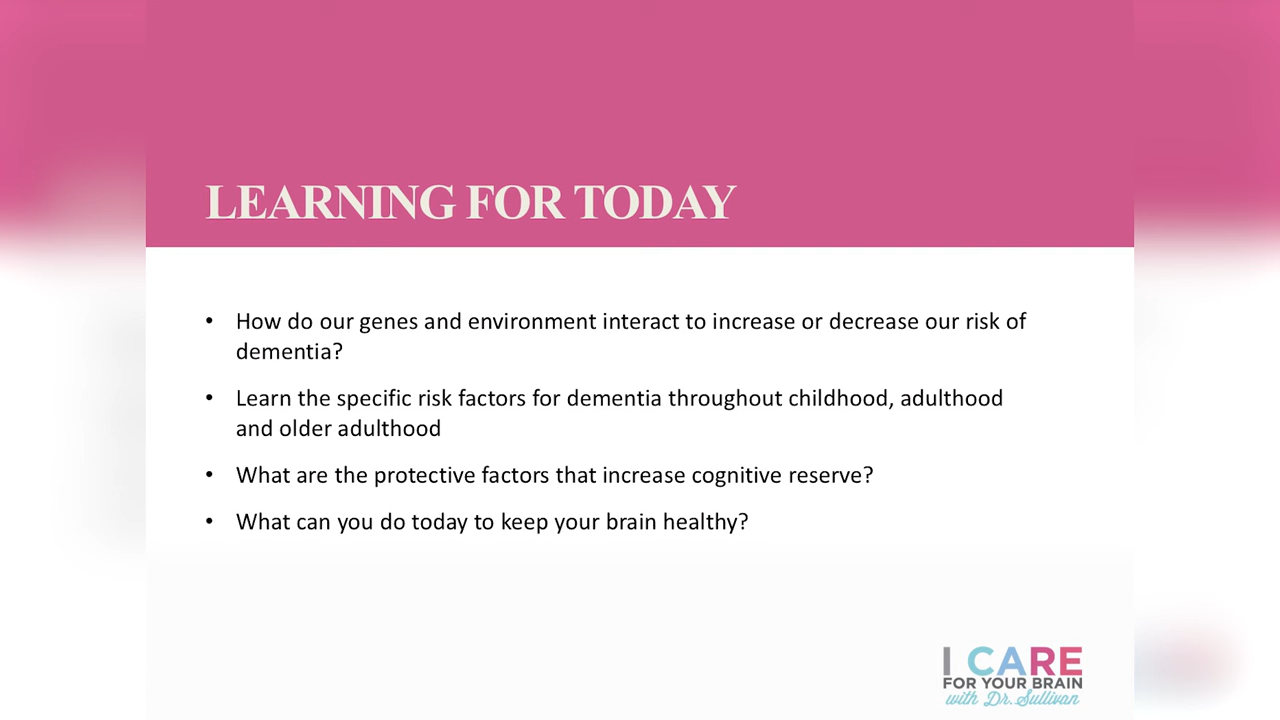 LEARNING FOR TODAY
• How do our genes and environment interact to increase or decrease our risk of
dementia?
• Learn the specific risk factors for dementia throughout childhood, adulthood
and older adulthood
• What are the protective factors that increase cognitive reserve?
• What can you do today to keep your brain healthy?
I CARE
FOR YOUR BRAIN
with Dr. Sullivan